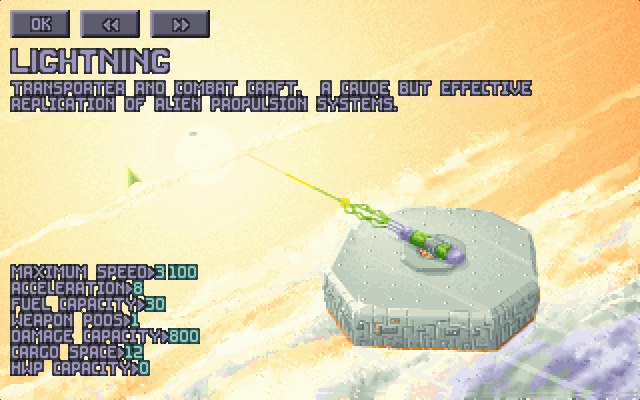 OK
LIGHTNING
TRANSPORTER AND COMBAT CRAFT. A CRUDE BUT EFFECTIVE
REPLICATION OF ALIEN PROPULSION SYSTEMS.
MAXIMUM SPEED>3100
ACCELERATION>8
FUEL CAPACITY>30
WEAPON PODS>1
DAMAGE CAPACITY>800
CARGO SPACE>12
HWP CAPACITY>0